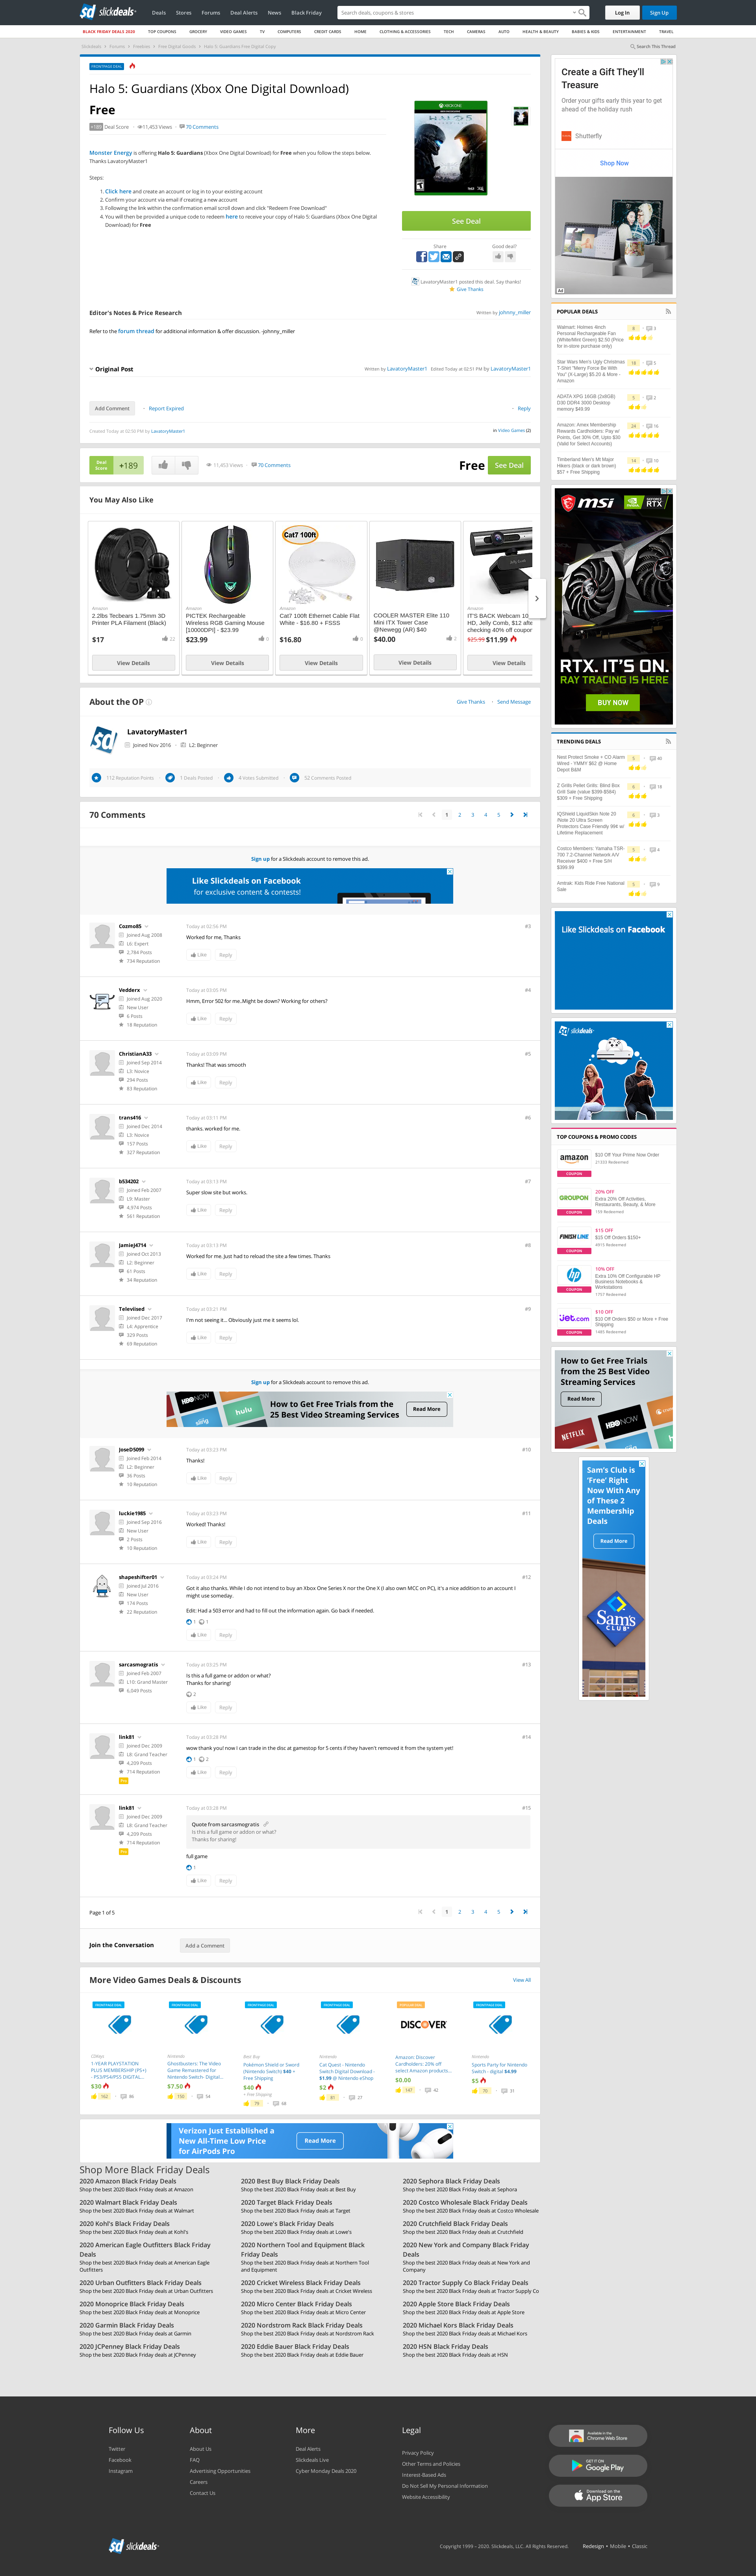 slickdeals
Deals
Stores
Forums
Deal Alerts
News
Black Friday
Search deals, coupons & stores
Log In
Sign Up
BLACK FRIDAY DEALS 2020
TOP COUPONS
GROCERY
VIDEO GAMES
TV
COMPUTERS
CREDIT CARDS
HOME
CLOTHING & ACCESSORIES
TECH
CAMERAS
AUTO
HEALTH & BEAUTY
BABIES & KIDS
ENTERTAINMENT
TRAVEL
Slickdeals > Forums > Freebies > Free Digital Goods > Halo 5: Guardians Free Digital Copy
Search This Thread
FRONTPAGE DEAL
Halo 5: Guardians (Xbox One Digital Download)
Free
+189 Deal Score
11,453 Views
70 Comments
Monster Energy is offering Halo 5: Guardians (Xbox One Digital Download) for Free when you follow the steps below.
Thanks LavatoryMaster1
Steps:
1. Click here and create an account or log in to your existing account
2. Confirm your account via email if creating a new account
3. Following the link within the confirmation email scroll down and click "Redeem Free Download"
4. You will then be provided a unique code to redeem here to receive your copy of Halo 5: Guardians (Xbox One Digital
Download) for Free
See Deal
Share
Good deal?
LavatoryMaster1 posted this deal. Say thanks!
Give Thanks
Editor's Notes & Price Research
Written by johnny_miller
Refer to the forum thread for additional information & offer discussion. -johnny_miller
Original Post
Written by LavatoryMaster1
Edited Today at 02:51 PM by LavatoryMaster1
Add Comment
Report Expired
Reply
Created Today at 02:50 PM by LavatoryMaster1
in Video Games (2)
Deal Score
+189
11,453 Views
70 Comments
Free
See Deal
You May Also Like
Amazon
2.2lbs Tecbears 1.75mm 3D
Printer PLA Filament (Black)
$17
22
View Details
Amazon
PICTEK Rechargeable
Wireless RGB Gaming Mouse
[10000DPI] - $23.99
$23.99
0
View Details
Cat7 100ft
Amazon
Cat7 100ft Ethernet Cable Flat
White - $16.80 + FSSS
$16.80
0
View Details
COOLER MASTER Elite 110
Mini ITX Tower Case
@Newegg (AR) $40
$40.00
2
View Details
Amazon
IT'S BACK Webcam 10
HD, Jelly Comb, $12 afte
checking 40% off coupon
$25.99 $11.99
View Details
About the OP
Give Thanks
Send Message
LavatoryMaster1
Joined Nov 2016
L2: Beginner
112 Reputation Points
1 Deals Posted
4 Votes Submitted
52 Comments Posted
70 Comments
1 2 3 4 5
Sign up for a Slickdeals account to remove this ad.
Like Slickdeals on Facebook
for exclusive content & contests!
Cozmo85
Joined Aug 2008
L6: Expert
2,784 Posts
734 Reputation
Today at 02:56 PM
#3
Worked for me, Thanks
Like
Reply
Vedderx
Joined Aug 2020
New User
6 Posts
18 Reputation
Today at 03:05 PM
#4
Hmm, Error 502 for me..Might be down? Working for others?
Like
Reply
ChristianA33
Joined Sep 2014
L3: Novice
294 Posts
83 Reputation
Today at 03:09 PM
#5
Thanks! That was smooth
Like
Reply
trans416
Joined Dec 2014
L3: Novice
157 Posts
327 Reputation
Today at 03:11 PM
#6
thanks. worked for me.
Like
Reply
b534202
Joined Feb 2007
L9: Master
4,974 Posts
561 Reputation
Today at 03:13 PM
#7
Super slow site but works.
Like
Reply
Jamiej4714
Joined Oct 2013
L2: Beginner
61 Posts
34 Reputation
Today at 03:13 PM
#8
Worked for me. Just had to reload the site a few times. Thanks
Like
Reply
Televiised
Joined Dec 2017
L4: Apprentice
329 Posts
69 Reputation
Today at 03:21 PM
#9
I'm not seeing it... Obviously just me it seems lol.
Like
Reply
Sign up for a Slickdeals account to remove this ad.
HBO NOW
sling
hulu
How to Get Free Trials from the
25 Best Video Streaming Services
Read More
JoseD5099
Joined Feb 2014
L2: Beginner
36 Posts
10 Reputation
Today at 03:23 PM
#10
Thanks!
Like
Reply
luckie1985
Joined Sep 2016
New User
2 Posts
10 Reputation
Today at 03:23 PM
#11
Worked! Thanks!
Like
Reply
shapeshifter01
Joined Jul 2016
New User
174 Posts
22 Reputation
Today at 03:24 PM
#12
Got it also thanks. While I do not intend to buy an Xbox One Series X nor the One X (I also own MCC on PC), it's a nice addition to an account I
might use someday.
Edit: Had a 503 error and had to fill out the information again. Go back if needed.
1 1
Like
Reply
sarcasmogratis
Joined Feb 2007
L10: Grand Master
6,049 Posts
Today at 03:25 PM
#13
Is this a full game or addon or what?
Thanks for sharing!
2
Like
Reply
link81
Joined Dec 2009
L8: Grand Teacher
4,209 Posts
714 Reputation
Pro
Today at 03:28 PM
#14
wow thank you! now I can trade in the disc at gamestop for 5 cents if they haven't removed it from the system yet!
1 2
Like
Reply
link81
Joined Dec 2009
L8: Grand Teacher
4,209 Posts
714 Reputation
Pro
Today at 03:29 PM
#15
Quote from sarcasmogratis
Is this a full game or addon or what?
Thanks for sharing!
full game
1
Like
Reply
Page 1 of 5
1 2 3 4 5
Join the Conversation
Add a Comment
More Video Games Deals & Discounts
View All
FRONTPAGE DEAL
CDKeys
1-YEAR PLAYSTATION
PLUS MEMBERSHIP (PS+)
- PS3/PS4/PS5 DIGITAL...
$30
162
86
FRONTPAGE DEAL
Nintendo
Ghostbusters: The Video
Game Remastered for
Nintendo Switch- Digital...
$7.50
150
54
FRONTPAGE DEAL
Best Buy
Pokémon Shield or Sword
(Nintendo Switch) $40 +
Free Shipping
$40
+ Free Shipping
79
68
FRONTPAGE DEAL
Nintendo
Cat Quest - Nintendo
Switch Digital Download -
$1.99 @ Nintendo eShop
$2
81
27
DISCOVER
Amazon: Discover
Cardholders: 20% off
select Amazon products...
$0.00
147
42
FRONTPAGE DEAL
Nintendo
Sports Party for Nintendo
Switch - digital $4.99
$5
70
31
Verizon Just Established a
New All-Time Low Price
for AirPods Pro
Read More
Shop More Black Friday Deals
2020 Amazon Black Friday Deals
Shop the best 2020 Black Friday deals at Amazon
2020 Best Buy Black Friday Deals
Shop the best 2020 Black Friday deals at Best Buy
2020 Sephora Black Friday Deals
Shop the best 2020 Black Friday deals at Sephora
2020 Walmart Black Friday Deals
Shop the best 2020 Black Friday deals at Walmart
2020 Target Black Friday Deals
Shop the best 2020 Black Friday deals at Target
2020 Costco Wholesale Black Friday Deals
Shop the best 2020 Black Friday deals at Costco Wholesale
2020 Kohl's Black Friday Deals
Shop the best 2020 Black Friday deals at Kohl's
2020 Lowe's Black Friday Deals
Shop the best 2020 Black Friday deals at Lowe's
2020 Crutchfield Black Friday Deals
Shop the best 2020 Black Friday deals at Crutchfield
2020 American Eagle Outfitters Black Friday
Deals
Shop the best 2020 Black Friday deals at American Eagle
Outfitters
2020 Northern Tool and Equipment Black
Friday Deals
Shop the best 2020 Black Friday deals at Northern Tool
and Equipment
2020 New York and Company Black Friday
Deals
Shop the best 2020 Black Friday deals at New York and
Company
2020 Urban Outfitters Black Friday Deals
Shop the best 2020 Black Friday deals at Urban Outfitters
2020 Cricket Wireless Black Friday Deals
Shop the best 2020 Black Friday deals at Cricket Wireless
2020 Tractor Supply Co Black Friday Deals
Shop the best 2020 Black Friday deals at Tractor Supply Co
2020 Monoprice Black Friday Deals
Shop the best 2020 Black Friday deals at Monoprice
2020 Micro Center Black Friday Deals
Shop the best 2020 Black Friday deals at Micro Center
2020 Apple Store Black Friday Deals
Shop the best 2020 Black Friday deals at Apple Store
2020 Garmin Black Friday Deals
Shop the best 2020 Black Friday deals at Garmin
2020 Nordstrom Rack Black Friday Deals
Shop the best 2020 Black Friday deals at Nordstrom Rack
2020 Michael Kors Black Friday Deals
Shop the best 2020 Black Friday deals at Michael Kors
2020 JCPenney Black Friday Deals
Shop the best 2020 Black Friday deals at JCPenney
2020 Eddie Bauer Black Friday Deals
Shop the best 2020 Black Friday deals at Eddie Bauer
2020 HSN Black Friday Deals
Shop the best 2020 Black Friday deals at HSN
Create a Gift They'll
Treasure
Order your gifts early this year to get
ahead of the holiday rush
Shutterfly
Shop Now
Ad
POPULAR DEALS
Walmart: Holmes 4inch
Personal Rechargeable Fan
(White/Mint Green) $2.50 (Price
for in-store purchase only)
Star Wars Men's Ugly Christmas
T-Shirt "Merry Force Be With
You" (X-Large) $5.20 & More -
Amazon
ADATA XPG 16GB (2x8GB)
D30 DDR4 3000 Desktop
memory $49.99
Amazon: Amex Membership
Rewards Cardholders: Pay w/
Points, Get 30% Off, Upto $30
(Valid for Select Accounts)
Timberland Men's Mt Major
Hikers (black or dark brown)
$57 + Free Shipping
msi
NVIDIA
GEFORCE RTX
RTX. IT'S ON.
RAY TRACING IS HERE.
BUY NOW
TRENDING DEALS
Nest Protect Smoke + CO Alarm
Wired - YMMV $62 @ Home
Depot B&M
Z Grills Pellet Grills: Blind Box
Grill Sale (value $399-$584)
$309 + Free Shipping
IQShield LiquidSkin Note 20
/Note 20 Ultra Screen
Protectors Case Friendly 99¢ w/
Lifetime Replacement
Costco Members: Yamaha TSR-
700 7.2-Channel Network A/V
Receiver $400 + Free S/H
$399.99
Amtrak: Kids Ride Free National
Sale
Like Slickdeals on Facebook
slickdeals
TOP COUPONS & PROMO CODES
amazon
COUPON
$10 Off Your Prime Now Order
21333 Redeemed
GROUPON
COUPON
20% OFF
Extra 20% Off Activities,
Restaurants, Beauty, & More
159 Redeemed
FINISH LINE
COUPON
$15 OFF
$15 Off Orders $150+
4915 Redeemed
hp
COUPON
10% OFF
Extra 10% Off Configurable HP
Business Notebooks &
Workstations
1757 Redeemed
Jet.com
COUPON
$10 OFF
$10 Off Orders $50 or More + Free
Shipping
1485 Redeemed
How to Get Free Trials
from the 25 Best Video
Streaming Services
Read More
HBO NOW
NETFLIX
hulu
Sam's Club is
'Free' Right
Now With Any
of These 2
Membership
Deals
Read More
Sam's
CLUB
Follow Us
Twitter
Facebook
Instagram
About
About Us
FAQ
Advertising Opportunities
Careers
Contact Us
More
Deal Alerts
Slickdeals Live
Cyber Monday Deals 2020
Legal
Privacy Policy
Other Terms and Policies
Interest-Based Ads
Do Not Sell My Personal Information
Website Accessibility
Available in the
Chrome Web Store
GET IT ON
Google Play
Download on the
App Store
slickdeals
Copyright 1999 - 2020. Slickdeals, LLC. All Rights Reserved.
Redesign • Mobile • Classic